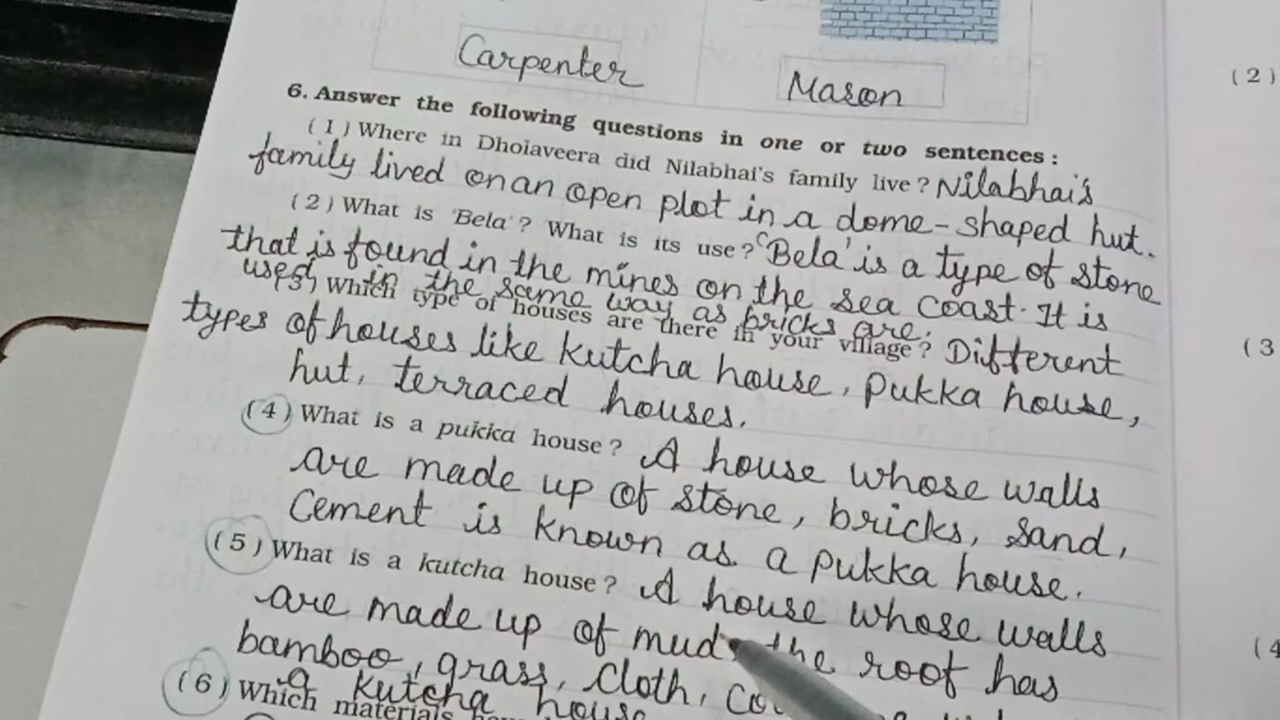 Carpenter
Mason
(2)
6. Answer the following questions in one or two sentences:
(1) Where in Dholaveera did Nilabhai's family live? Nilabhai's
family lived on an open plot in a dome-shaped hut.
(2) What is 'Bela'? What is its use? 'Bela' is a type of stone
that is found in the mines on the sea coast. It is
used in the same way as bricks are.
(3) Which type of houses are there in your village? Different
types of houses like kutcha house, pukka house,
hut, terraced houses.
(3
(4) What is a pukka house? A house whose walls
are made up of stone, bricks, sand,
cement is known as a pukka house.
(5) What is a kutcha house? A house whose walls
are made up of mud, the roof has
bamboo, grass, cloth,
a kutcha house
(4
(6) Which materials